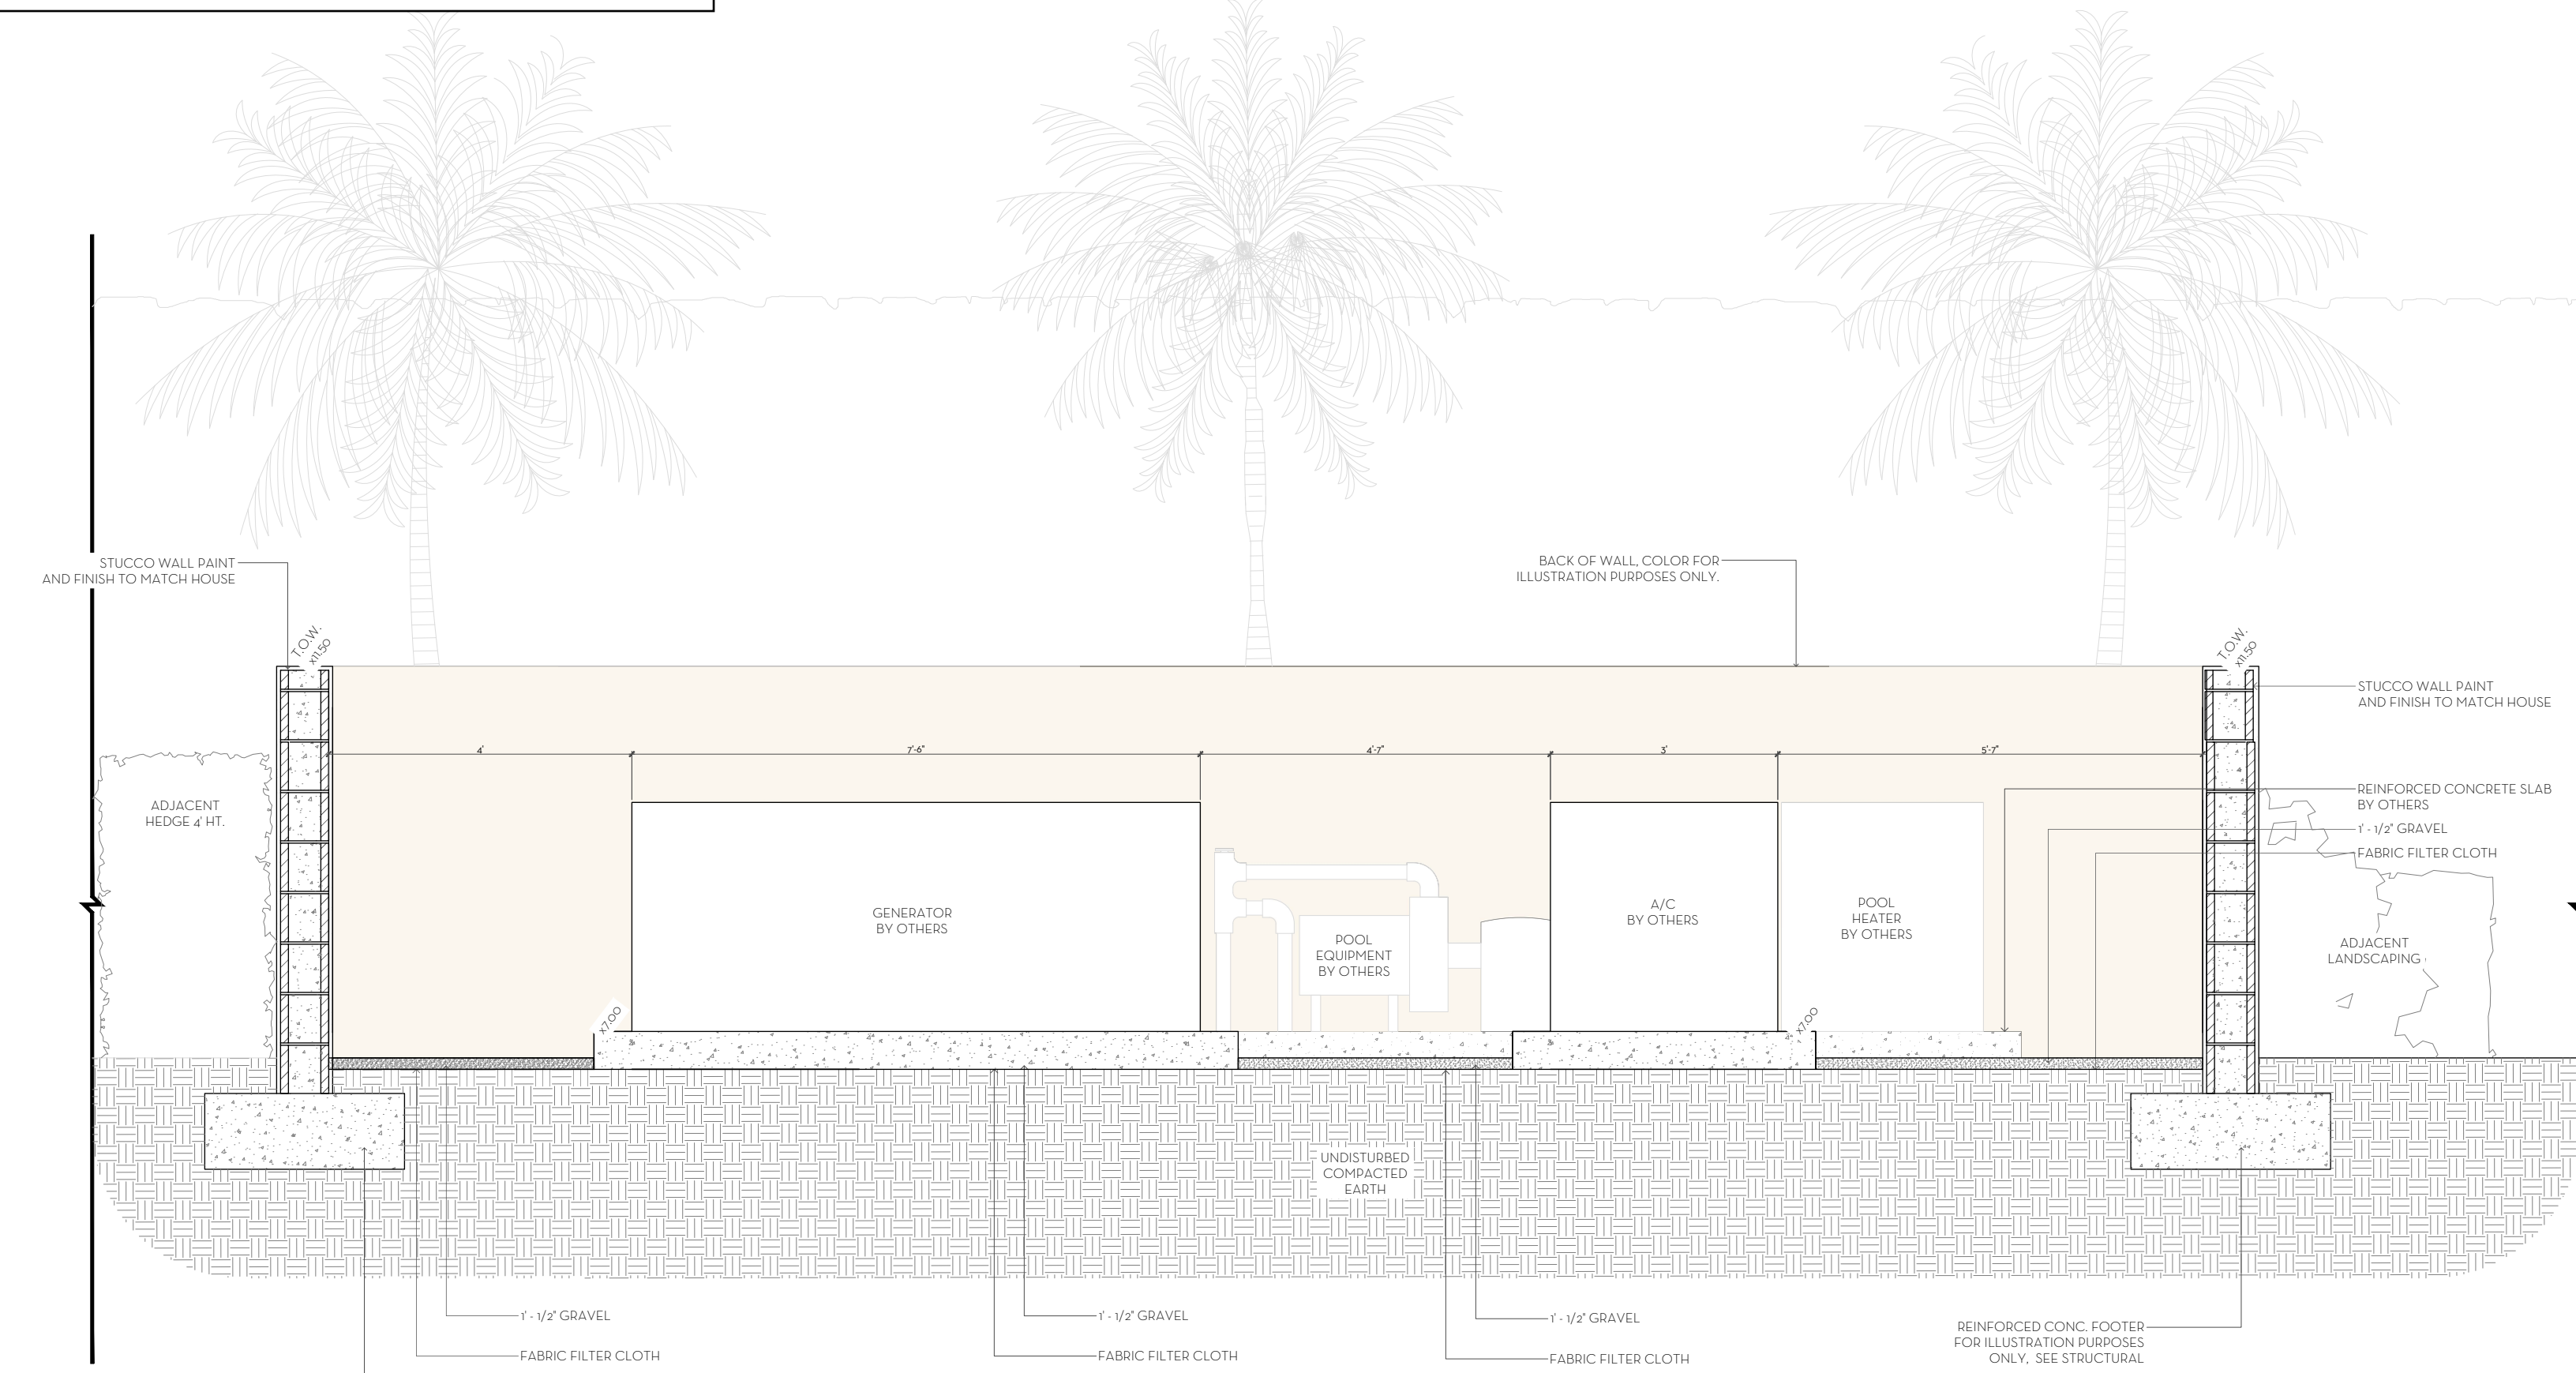 STUCCO WALL PAINT
AND FINISH TO MATCH HOUSE
BACK OF WALL, COLOR FOR
ILLUSTRATION PURPOSES ONLY.
T.O.W.
x11.50
T.O.W.
x11.50
STUCCO WALL PAINT
AND FINISH TO MATCH HOUSE
4'
7'-6"
4'-7"
3'
5'-7"
ADJACENT
HEDGE 4' HT.
REINFORCED CONCRETE SLAB
BY OTHERS
1' - 1/2" GRAVEL
FABRIC FILTER CLOTH
GENERATOR
BY OTHERS
POOL
EQUIPMENT
BY OTHERS
A/C
BY OTHERS
POOL
HEATER
BY OTHERS
ADJACENT
LANDSCAPING
x7.00
x7.00
UNDISTURBED
COMPACTED
EARTH
1' - 1/2" GRAVEL
FABRIC FILTER CLOTH
1' - 1/2" GRAVEL
FABRIC FILTER CLOTH
1' - 1/2" GRAVEL
FABRIC FILTER CLOTH
REINFORCED CONC. FOOTER
FOR ILLUSTRATION PURPOSES
ONLY, SEE STRUCTURAL